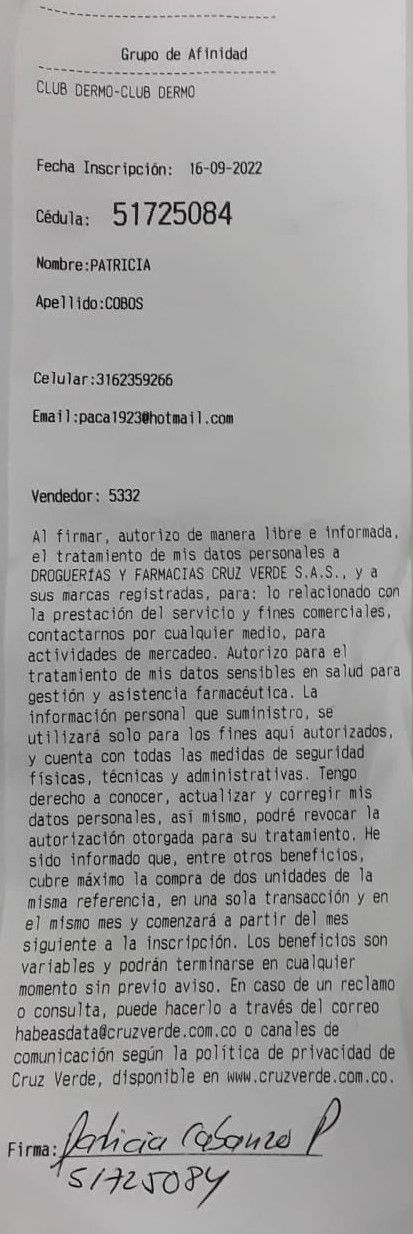 Grupo de Afinidad
CLUB DERMO-CLUB DERMO
Fecha Inscripción: 16-09-2022
Cédula: 51725084
Nombre:PATRICIA
Apellido:COBOS
Celular:3162359266
Email:paca1923@hotmail.com
Vendedor: 5332
Al firmar, autorizo de manera libre e informada,
el tratamiento de mis datos personales a
DROGUERÍAS Y FARMACIAS CRUZ VERDE S.A.S., y a
sus marcas registradas, para: lo relacionado con
la prestación del servicio y fines comerciales,
contactarnos por cualquier medio, para
actividades de mercadeo. Autorizo para el
tratamiento de mis datos sensibles en salud para
gestión y asistencia farmacéutica. La
información personal que suministro, se
utilizará solo para los fines aquí autorizados,
y cuenta con todas las medidas de seguridad
físicas, técnicas y administrativas. Tengo
derecho a conocer, actualizar y corregir mis
datos personales, así mismo, podré revocar la
autorización otorgada para su tratamiento. He
sido informado que, entre otros beneficios,
cubre máximo la compra de dos unidades de la
misma referencia, en una sola transacción y en
el mismo mes y comenzará a partir del mes
siguiente a la inscripción. Los beneficios son
variables y podrán terminarse en cualquier
momento sin previo aviso. En caso de un reclamo
o consulta, puede hacerlo a través del correo
habeasdata@cruzverde.com.co o canales de
comunicación según la política de privacidad de
Cruz Verde, disponible en www.cruzverde.com.co.
Firma: Patricia P
51725084